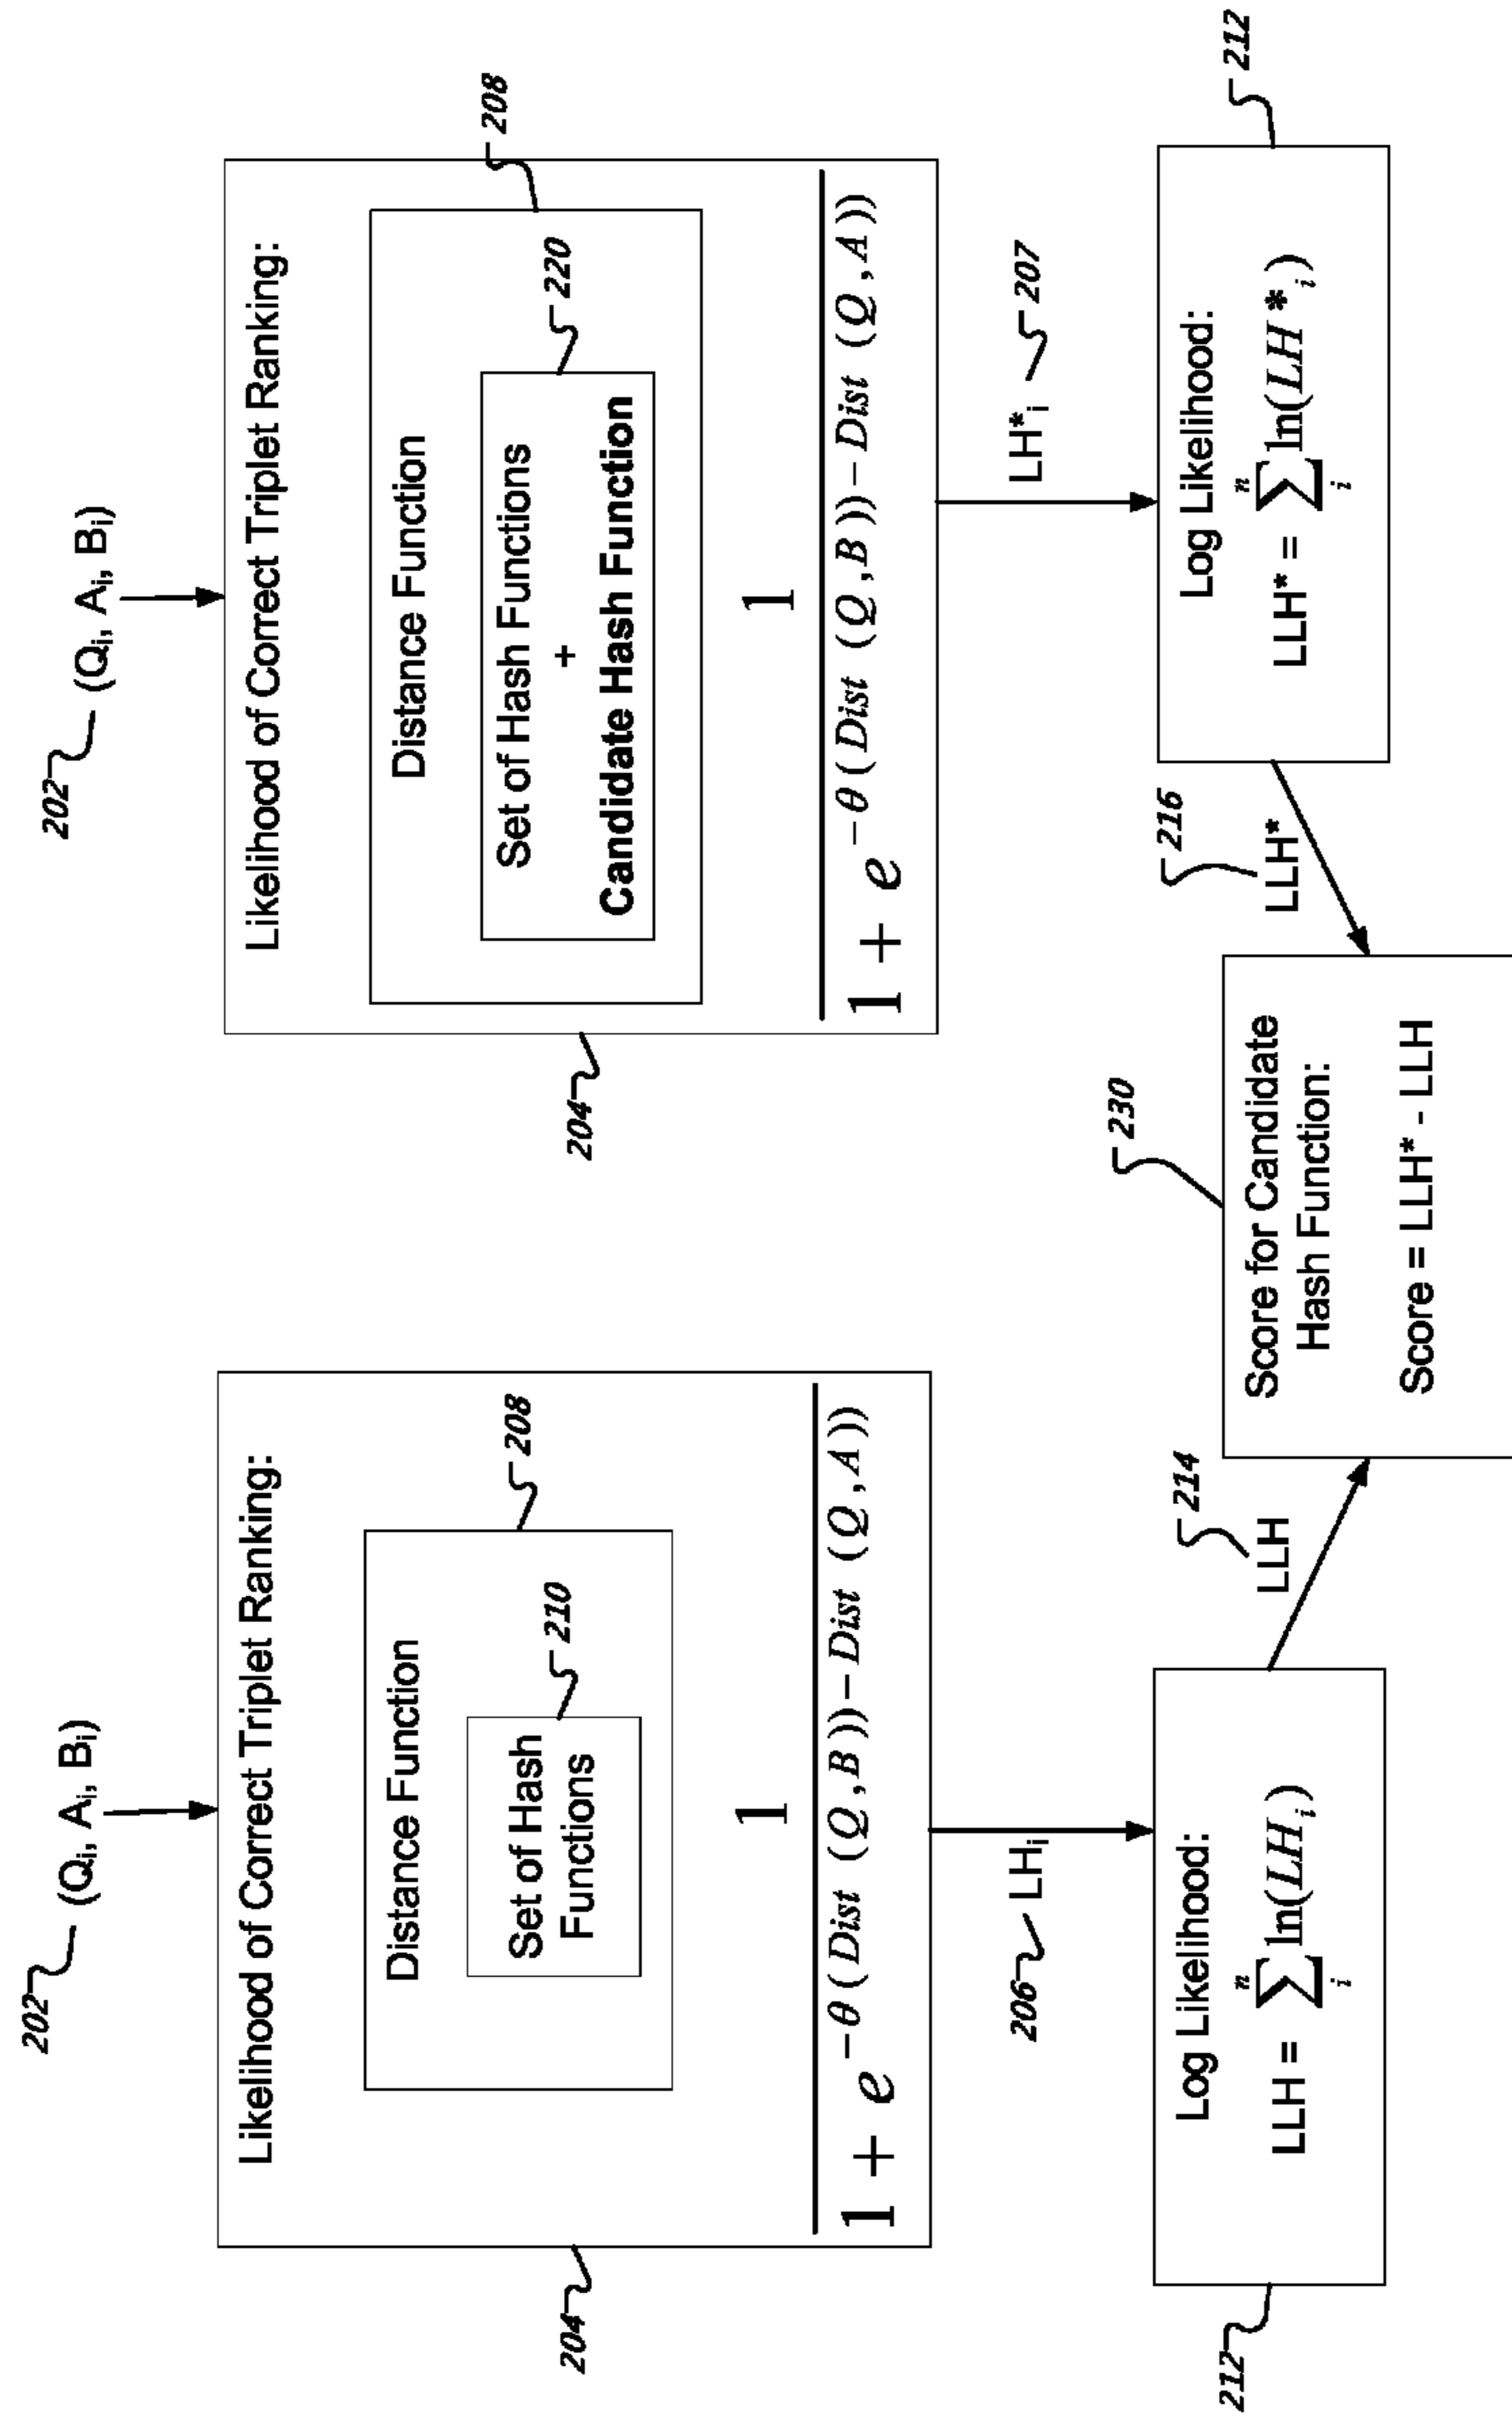 202
(Qᵢ, Aᵢ, Bᵢ)
204
Likelihood of Correct Triplet Ranking:
Distance Function
208
Set of Hash
Functions
210
1
1 + e^−θ(Dist (Q,B))−Dist (Q,A))
206
LHᵢ
212
Log Likelihood:
LLH = ∑ᵢⁿ ln(LHᵢ)
214
LLH
202
(Qᵢ, Aᵢ, Bᵢ)
204
Likelihood of Correct Triplet Ranking:
Distance Function
208
Set of Hash Functions
+
Candidate Hash Function
220
1
1 + e^−θ(Dist (Q,B))−Dist (Q,A))
LH*ᵢ
207
Log Likelihood:
LLH* = ∑ᵢⁿ ln(LH*ᵢ)
212
216
LLH*
230
Score for Candidate
Hash Function:
Score = LLH* - LLH